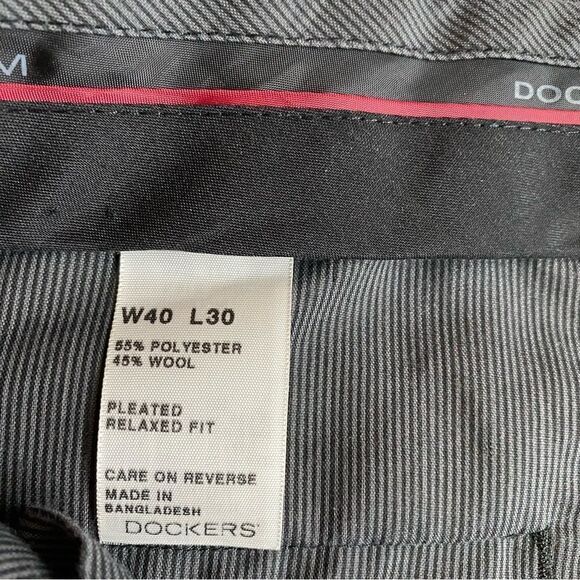 M
DOC
W40 L30
55% POLYESTER
45% WOOL
PLEATED
RELAXED FIT
CARE ON REVERSE
MADE IN
BANGLADESH
DOCKERS®